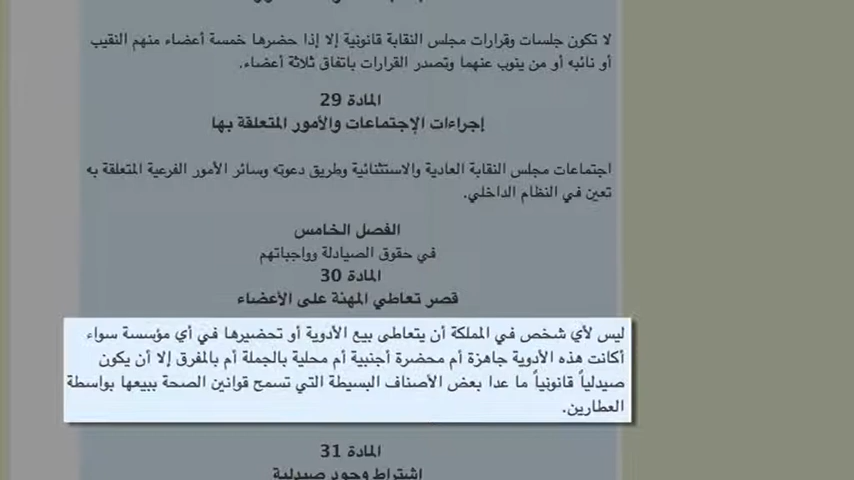 لا تكون جلسات وقرارات مجلس النقابة قانونية إلا إذا حضرها خمسة أعضاء منهم النقيب
أو نائبه أو من ينوب عنهما وتصدر القرارات باتفاق ثلاثة أعضاء.
المادة 29
إجراءات الإجتماعات والأمور المتعلقة بها
اجتماعات مجلس النقابة العادية والاستثنائية وطريق دعوته وسائر الأمور الفرعية المتعلقة به
تعين في النظام الداخلي.
الفصل الخامس
في حقوق الصيادلة وواجباتهم
المادة 30
قصر تعاطي المهنة على الأعضاء
ليس لأي شخص في المملكة أن يتعاطى بيع الأدوية أو تحضيرها في أي مؤسسة سواء
أكانت هذه الأدوية جاهزة أم محضرة أجنبية أم محلية بالجملة أم بالمفرق إلا أن يكون
صيدلياً قانونياً ما عدا بعض الأصناف البسيطة التي تسمح قوانين الصحة ببيعها بواسطة
العطارين.
المادة 31
إشتراط وجود صيدلية